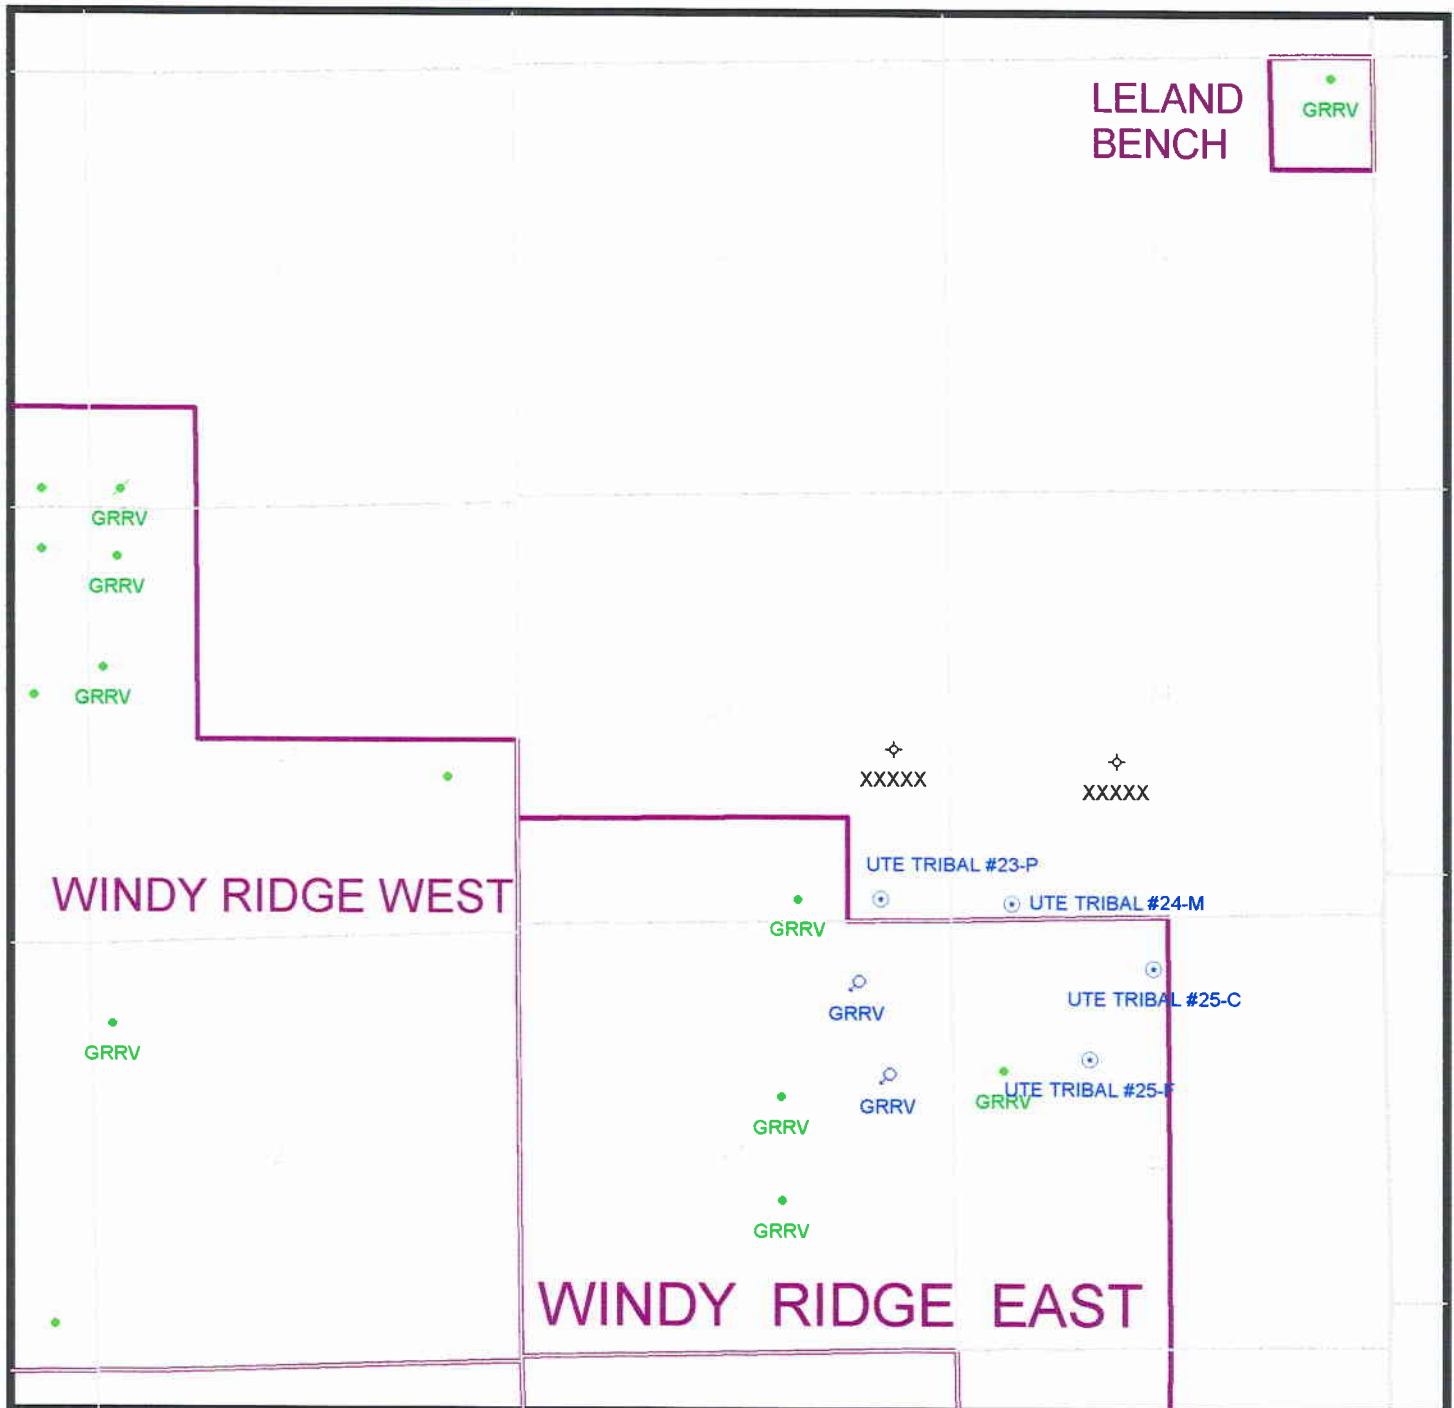 LELAND
BENCH
GRRV
GRRV
GRRV
GRRV
XXXXX
XXXXX
UTE TRIBAL #23-P
WINDY RIDGE WEST
UTE TRIBAL #24-M
GRRV
UTE TRIBAL #25-C
GRRV
GRRV
UTE TRIBAL #25-F
GRRV
GRRV
GRRV
GRRV
WINDY RIDGE EAST